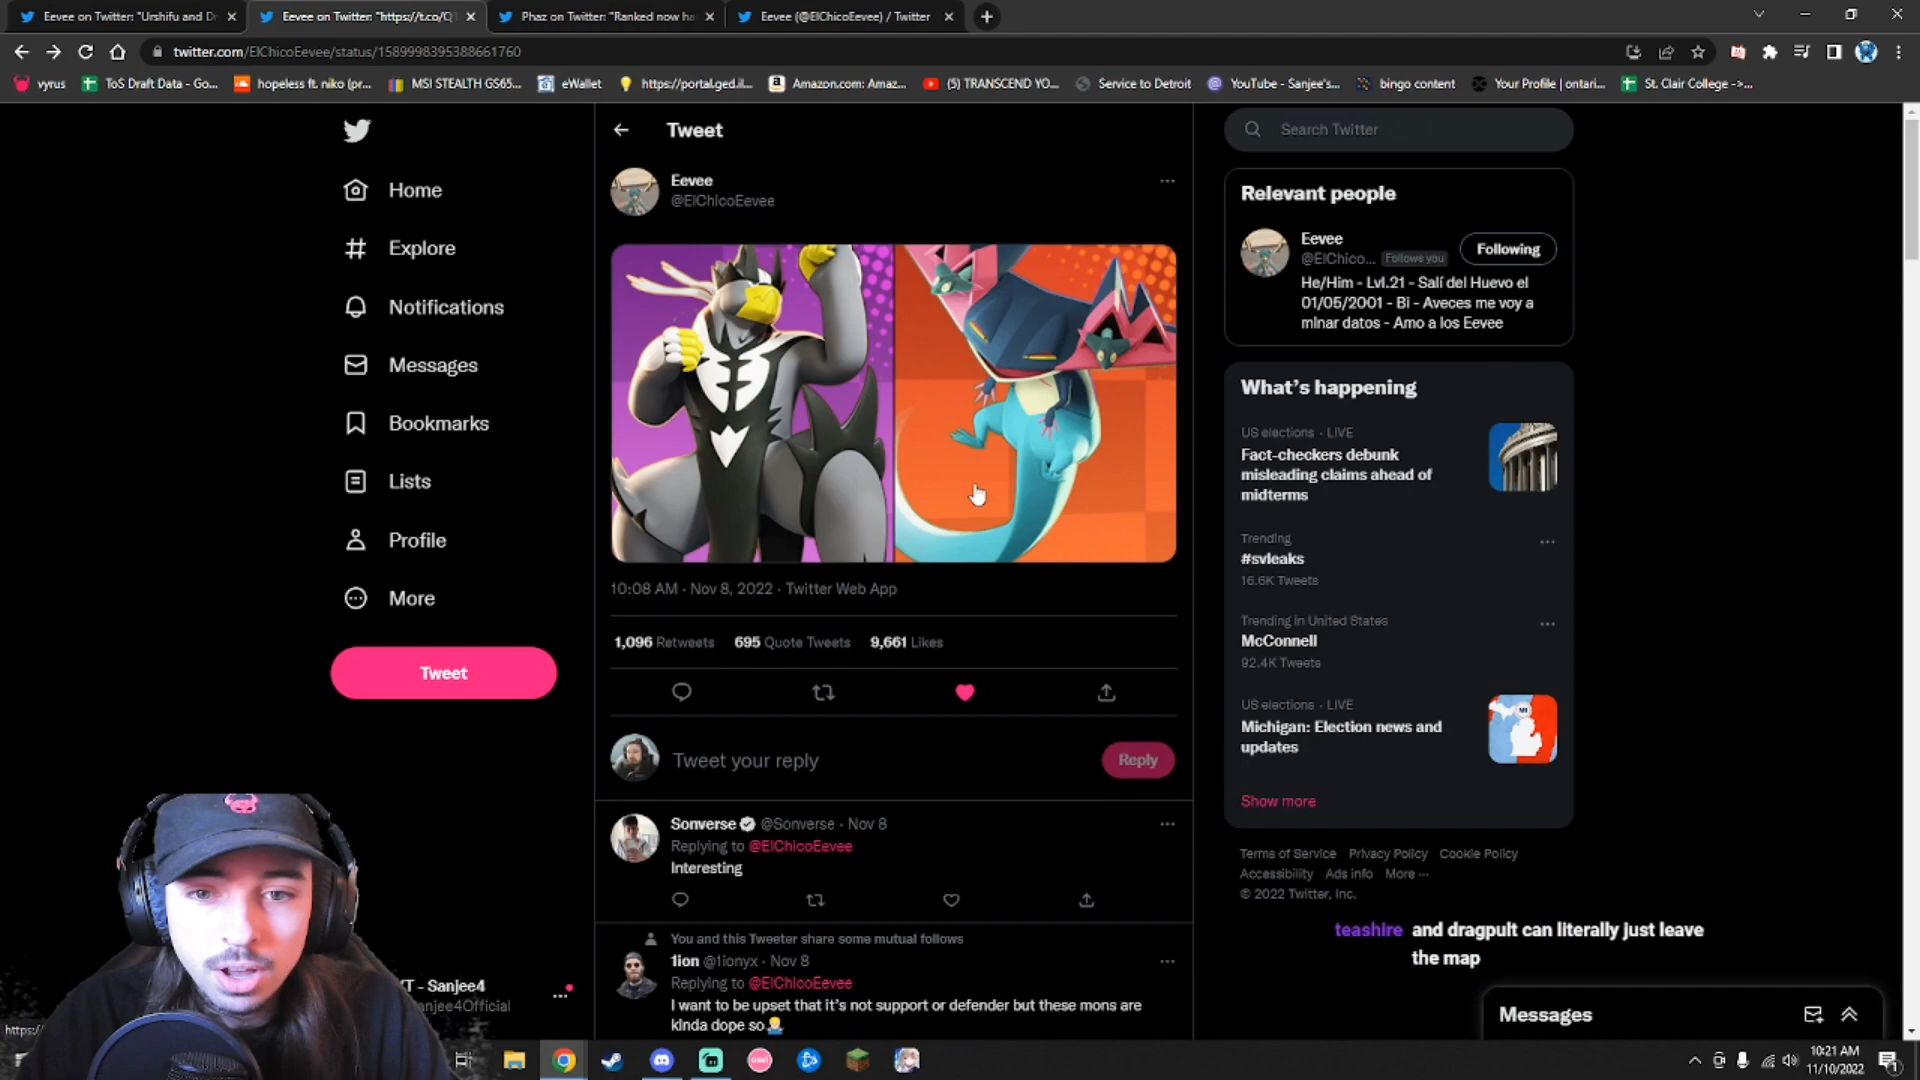 Eevee on Twitter: "Urshifu and Dr
Eevee on Twitter: "https://t.co/Q1
Phaz on Twitter: "Ranked now ha
Eevee (@ElChicoEevee) / Twitter
twitter.com/ElChicoEevee/status/1589998395388661760
vyrus
ToS Draft Data - Go...
hopeless ft. niko (pr...
MSI STEALTH GS65...
eWallet
https://portal.ged.il...
Amazon.com: Amaz...
(5) TRANSCEND YO...
Service to Detroit
YouTube - Sanjee's...
bingo content
Your Profile | ontari...
St. Clair College ->...
Home
Explore
Notifications
Messages
Bookmarks
Lists
Profile
More
Tweet
T - Sanjee4
anjee4Official
https://
Tweet
Eevee
@ElChicoEevee
10:08 AM · Nov 8, 2022 · Twitter Web App
1,096 Retweets 695 Quote Tweets 9,661 Likes
Tweet your reply
Reply
Sonverse @Sonverse · Nov 8
Replying to @ElChicoEevee
Interesting
You and this Tweeter share some mutual follows
1ion @1ionyx · Nov 8
Replying to @ElChicoEevee
I want to be upset that it's not support or defender but these mons are
kinda dope so
Search Twitter
Relevant people
Eevee
@ElChico... Follows you
Following
He/Him - Lvl.21 - Salí del Huevo el
01/05/2001 - Bi - Aveces me voy a
minar datos - Amo a los Eevee
What's happening
US elections · LIVE
Fact-checkers debunk
misleading claims ahead of
midterms
Trending
#svleaks
16.6K Tweets
Trending in United States
McConnell
92.4K Tweets
US elections · LIVE
Michigan: Election news and
updates
MI
Show more
Terms of Service Privacy Policy Cookie Policy
Accessibility Ads info More ···
© 2022 Twitter, Inc.
teashire and dragpult can literally just leave
the map
Messages
osu!
10:21 AM
11/10/2022
1